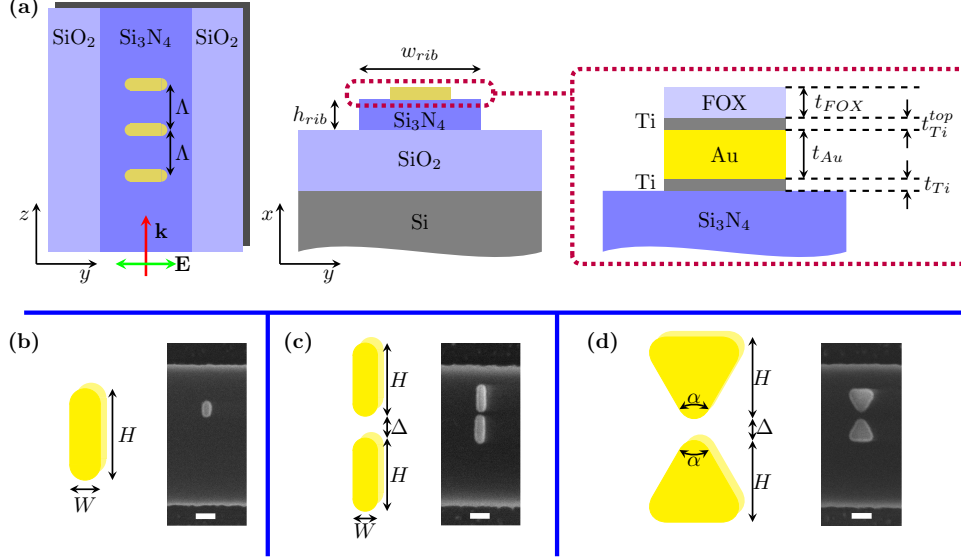 (a)
SiO₂ Si₃N₄ SiO₂
Λ
Λ
z
k
E
y
w_rib
h_rib
Si₃N₄
SiO₂
Si
x
y
FOX
Ti
Au
Ti
Si₃N₄
t_FOX
t_Ti^top
t_Au
t_Ti
(b)
H
W
(c)
H
Δ
H
W
(d)
α
H
Δ
α
H